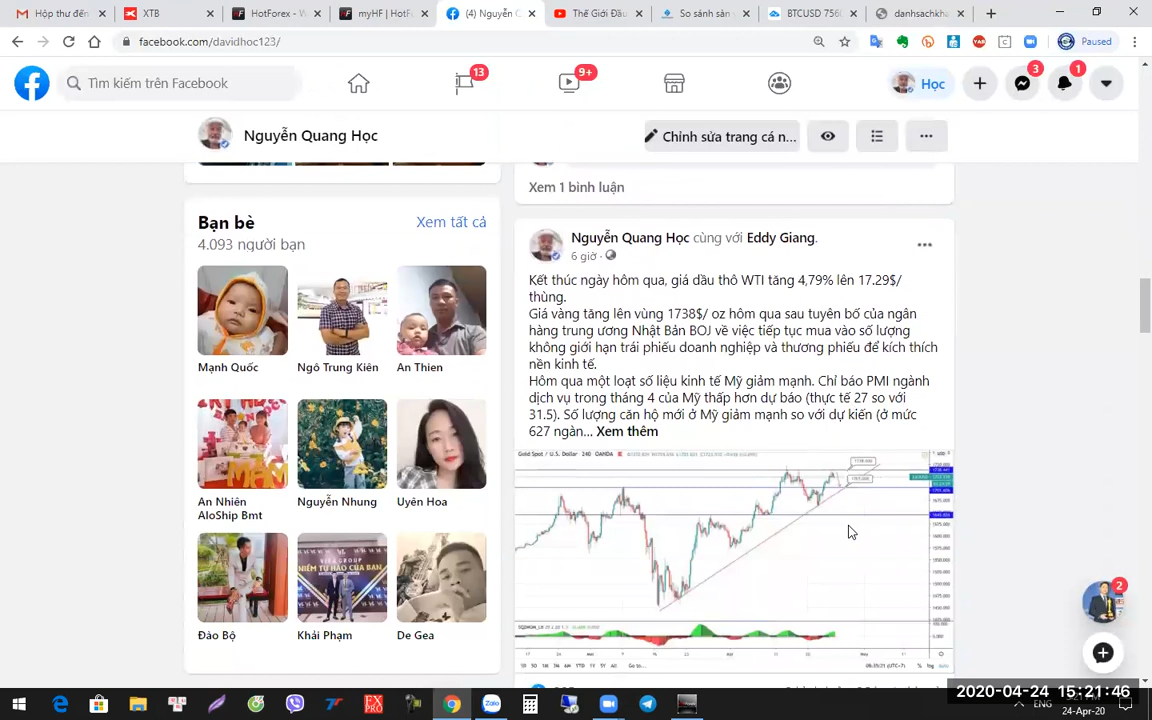 Hộp thư đến
XTB
HotForex - W
myHF | HotF
(4) Nguyễn Q
Thế Giới Đầu
So sánh sàn
BTCUSD 756
danhsachkha
facebook.com/davidhoc123/
Paused
Tìm kiếm trên Facebook
13
9+
Học
3
1
Nguyễn Quang Học
Chỉnh sửa trang cá n...
Xem 1 bình luận
Bạn bè
Xem tất cả
4.093 người bạn
Mạnh Quốc
Ngô Trung Kiên
An Thien
An Nhiên
AloShip Bmt
Nguyễn Nhung
Uyên Hoa
Đào Bộ
Khải Phạm
De Gea
Nguyễn Quang Học cùng với Eddy Giang.
6 giờ ·
Kết thúc ngày hôm qua, giá dầu thô WTI tăng 4,79% lên 17.29$/
thùng.
Giá vàng tăng lên vùng 1738$/ oz hôm qua sau tuyên bố của ngân
hàng trung ương Nhật Bản BOJ về việc tiếp tục mua vào số lượng
không giới hạn trái phiếu doanh nghiệp và thương phiếu để kích thích
nền kinh tế.
Hôm qua một loạt số liệu kinh tế Mỹ giảm mạnh. Chỉ báo PMI ngành
dịch vụ trong tháng 4 của Mỹ thấp hơn dự báo (thực tế 27 so với
31.5). Số lượng căn hộ mới ở Mỹ giảm mạnh so với dự kiến (ở mức
627 ngàn... Xem thêm
Gold Spot / U.S. Dollar 240 OANDA
2
2020-04-24 15:21:46
ENG
24-Apr-20